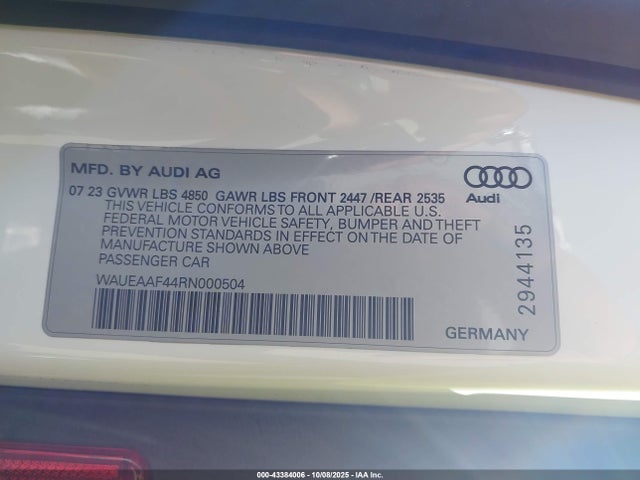 MFD. BY AUDI AG
07 23 GVWR LBS 4850 GAWR LBS FRONT 2447 /REAR 2535
THIS VEHICLE CONFORMS TO ALL APPLICABLE U.S.
FEDERAL MOTOR VEHICLE SAFETY, BUMPER AND THEFT
PREVENTION STANDARDS IN EFFECT ON THE DATE OF
MANUFACTURE SHOWN ABOVE
PASSENGER CAR
WAUEAAF44RN000504
Audi
2944135
GERMANY
000-43384006 - 10/08/2025 - IAA Inc.